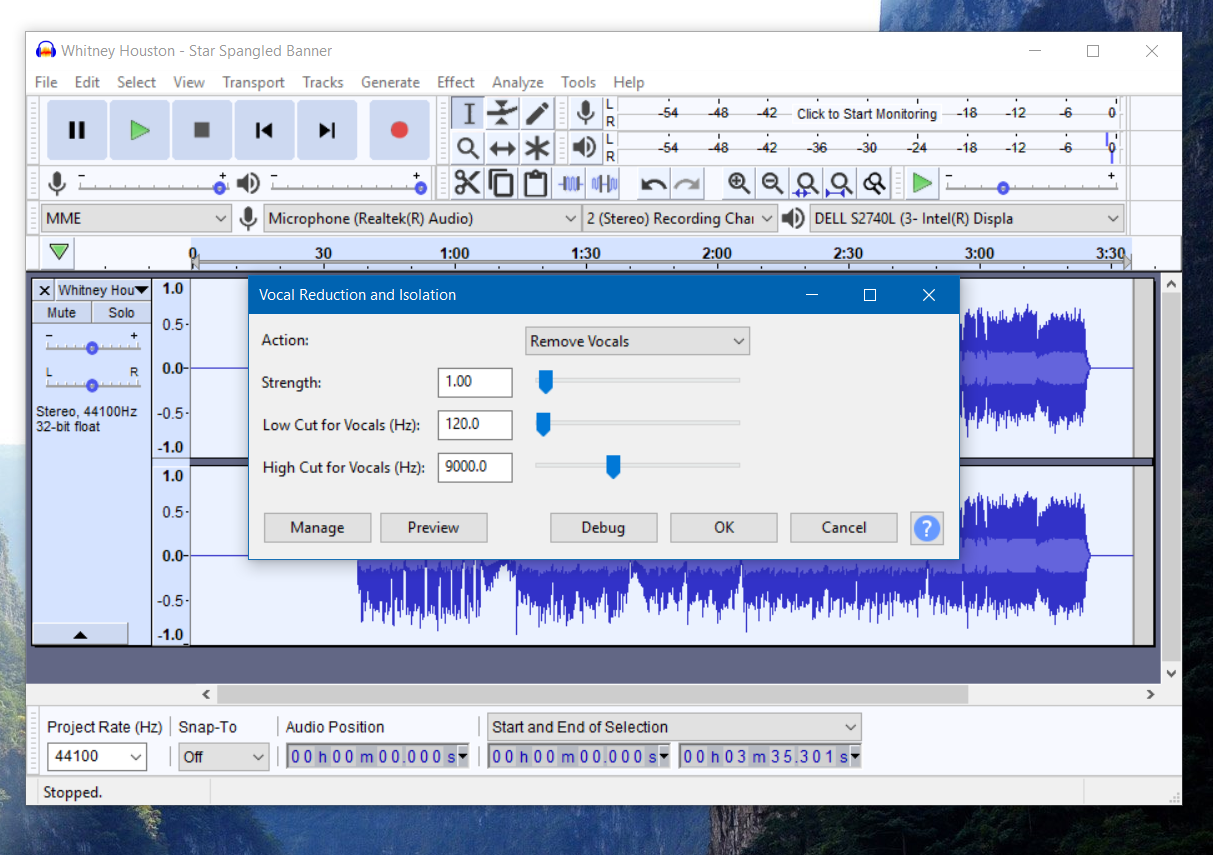 Whitney Houston - Star Spangled Banner
File Edit Select View Transport Tracks Generate Effect Analyze Tools Help
L
R
-54 -48 -42 Click to Start Monitoring -18 -12 -6 0
L
R
-54 -48 -42 -36 -30 -24 -18 -12 -6 0
- + - + - +
MME Microphone (Realtek(R) Audio) 2 (Stereo) Recording Char DELL S2740L (3- Intel(R) Displa
0 30 1:00 1:30 2:00 2:30 3:00 3:30
Whitney Hou
Mute Solo
- +
L R
Stereo, 44100Hz
32-bit float
1.0
0.5-
0.0-
-0.5-
-1.0
1.0
0.5-
0.0-
-0.5-
-1.0
Vocal Reduction and Isolation
Action: Remove Vocals
Strength: 1.00
Low Cut for Vocals (Hz): 120.0
High Cut for Vocals (Hz): 9000.0
Manage Preview Debug OK Cancel ?
Project Rate (Hz) Snap-To Audio Position Start and End of Selection
44100 Off 00 h 00 m 00.000 s 00 h 00 m 00.000 s 00 h 03 m 35.301 s
Stopped.